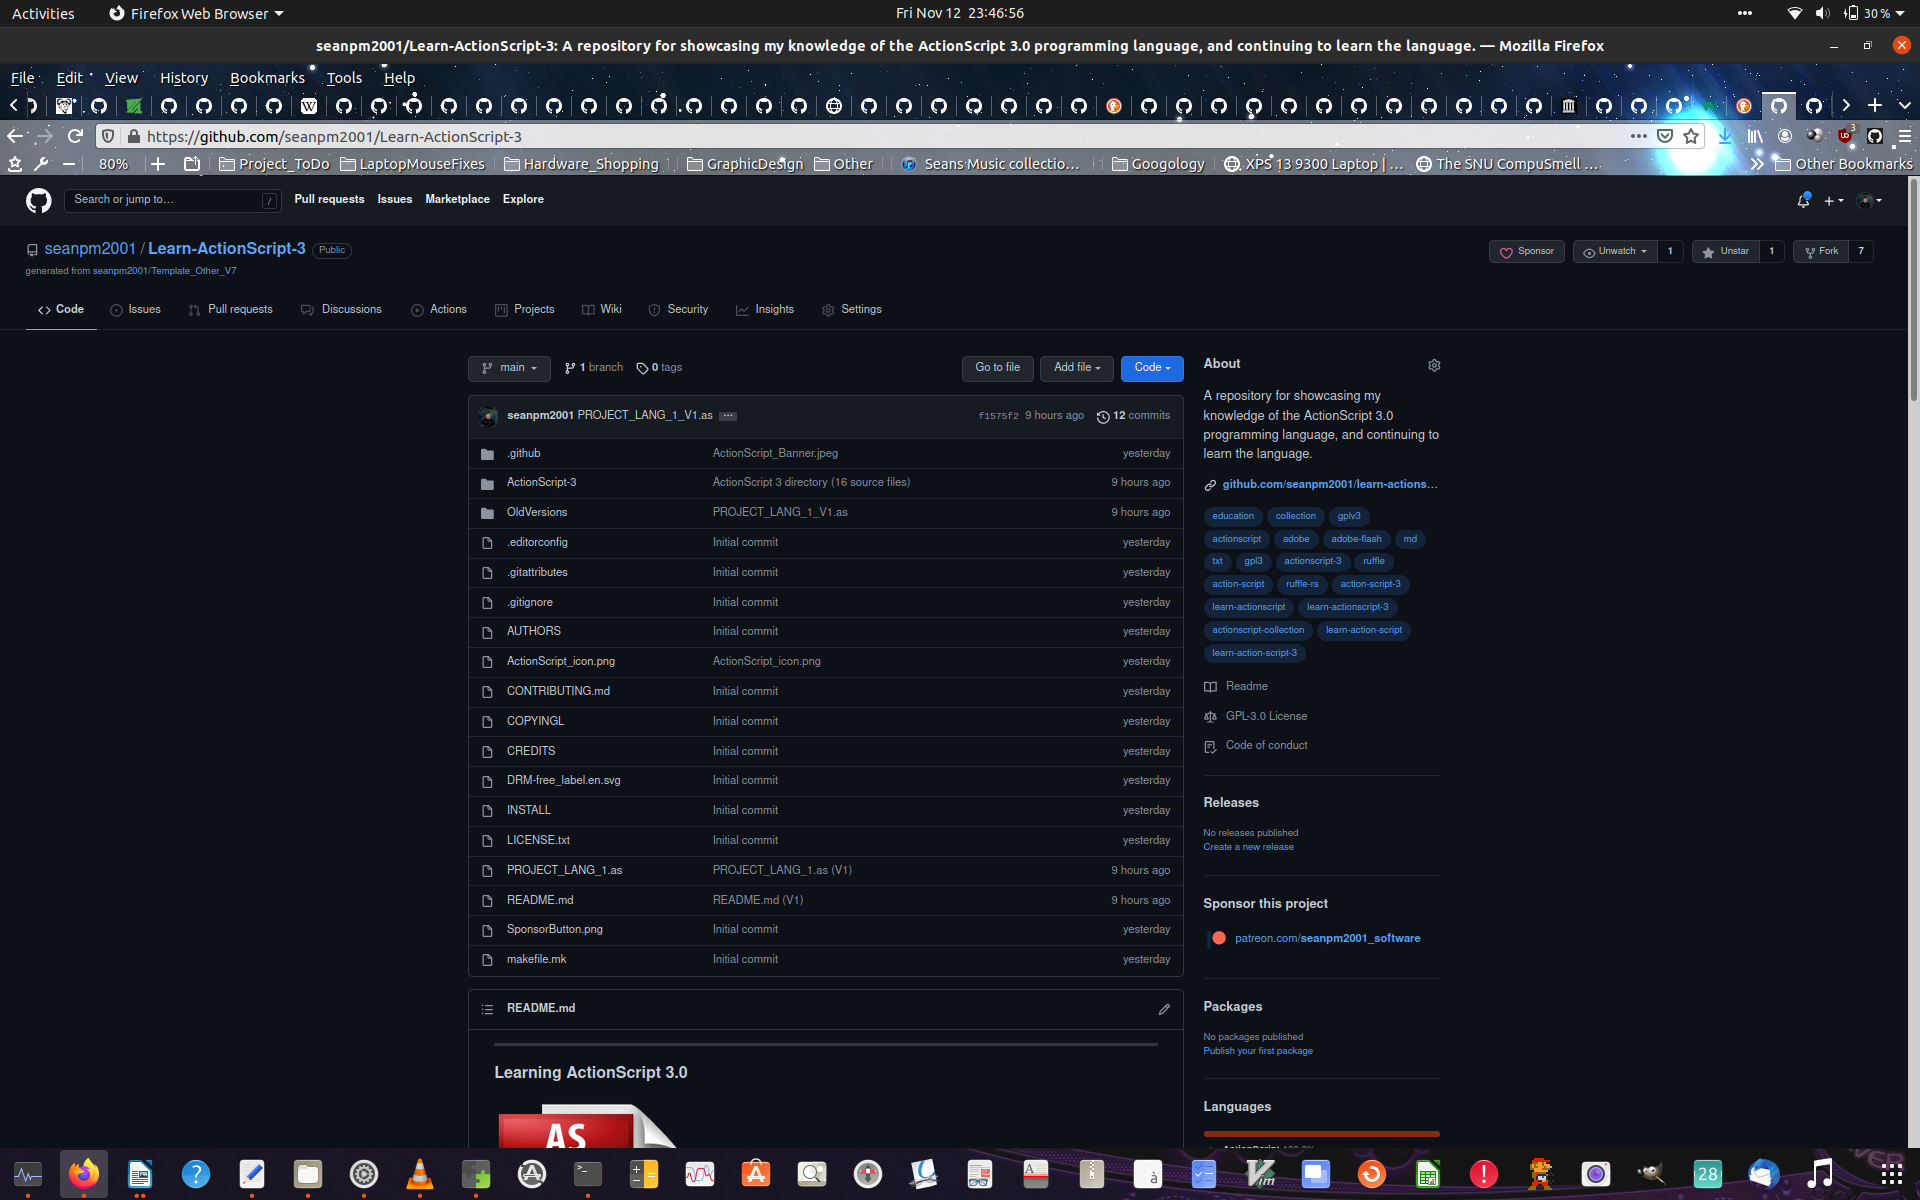 Activities
Firefox Web Browser
Fri Nov 12 23:46:56
30 %
seanpm2001/Learn-ActionScript-3: A repository for showcasing my knowledge of the ActionScript 3.0 programming language, and continuing to learn the language. — Mozilla Firefox
File Edit View History Bookmarks Tools Help
https://github.com/seanpm2001/Learn-ActionScript-3
3
80%
Project_ToDo
LaptopMouseFixes
Hardware_Shopping
GraphicDesign
Other
Seans Music collectio…
Googology
XPS 13 9300 Laptop | …
The SNU CompuSmell …
Other Bookmarks
Search or jump to…
/
Pull requests Issues Marketplace Explore
seanpm2001 / Learn-ActionScript-3 Public
generated from seanpm2001/Template_Other_V7
Sponsor
Unwatch 1
Unstar 1
Fork 7
Code Issues Pull requests Discussions Actions Projects Wiki Security Insights Settings
main 1 branch 0 tags
Go to file Add file Code
seanpm2001 PROJECT_LANG_1_V1.as f1575f2 9 hours ago 12 commits
.github ActionScript_Banner.jpeg yesterday
ActionScript-3 ActionScript 3 directory (16 source files) 9 hours ago
OldVersions PROJECT_LANG_1_V1.as 9 hours ago
.editorconfig Initial commit yesterday
.gitattributes Initial commit yesterday
.gitignore Initial commit yesterday
AUTHORS Initial commit yesterday
ActionScript_icon.png ActionScript_icon.png yesterday
CONTRIBUTING.md Initial commit yesterday
COPYINGL Initial commit yesterday
CREDITS Initial commit yesterday
DRM-free_label.en.svg Initial commit yesterday
INSTALL Initial commit yesterday
LICENSE.txt Initial commit yesterday
PROJECT_LANG_1.as PROJECT_LANG_1.as (V1) 9 hours ago
README.md README.md (V1) 9 hours ago
SponsorButton.png Initial commit yesterday
makefile.mk Initial commit yesterday
README.md
Learning ActionScript 3.0
AS
About
A repository for showcasing my
knowledge of the ActionScript 3.0
programming language, and continuing to
learn the language.
github.com/seanpm2001/learn-actions…
education collection gplv3
actionscript adobe adobe-flash md
txt gpl3 actionscript-3 ruffle
action-script ruffle-rs action-script-3
learn-actionscript learn-actionscript-3
actionscript-collection learn-action-script
learn-action-script-3
Readme
GPL-3.0 License
Code of conduct
Releases
No releases published
Create a new release
Sponsor this project
patreon.com/seanpm2001_software
Packages
No packages published
Publish your first package
Languages
28